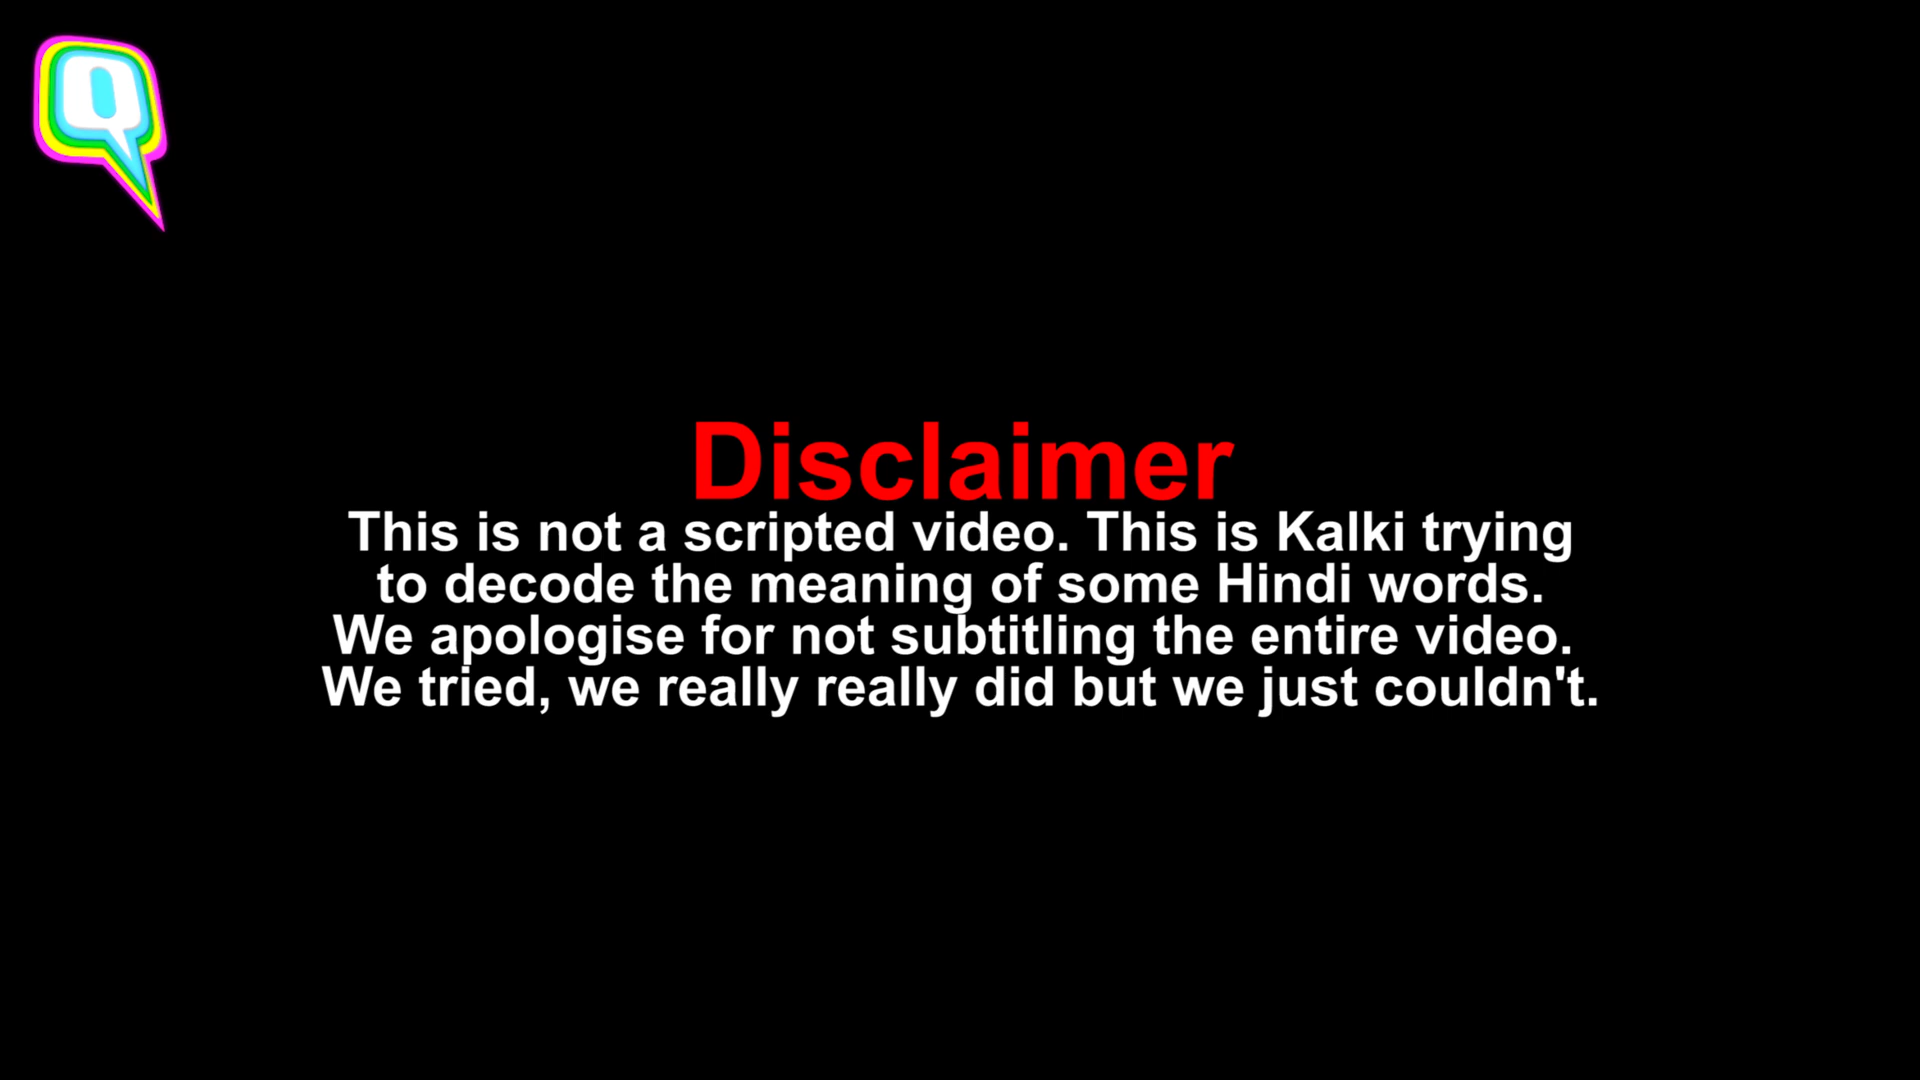 Disclaimer
This is not a scripted video. This is Kalki trying
to decode the meaning of some Hindi words.
We apologise for not subtitling the entire video.
We tried, we really really did but we just couldn't.